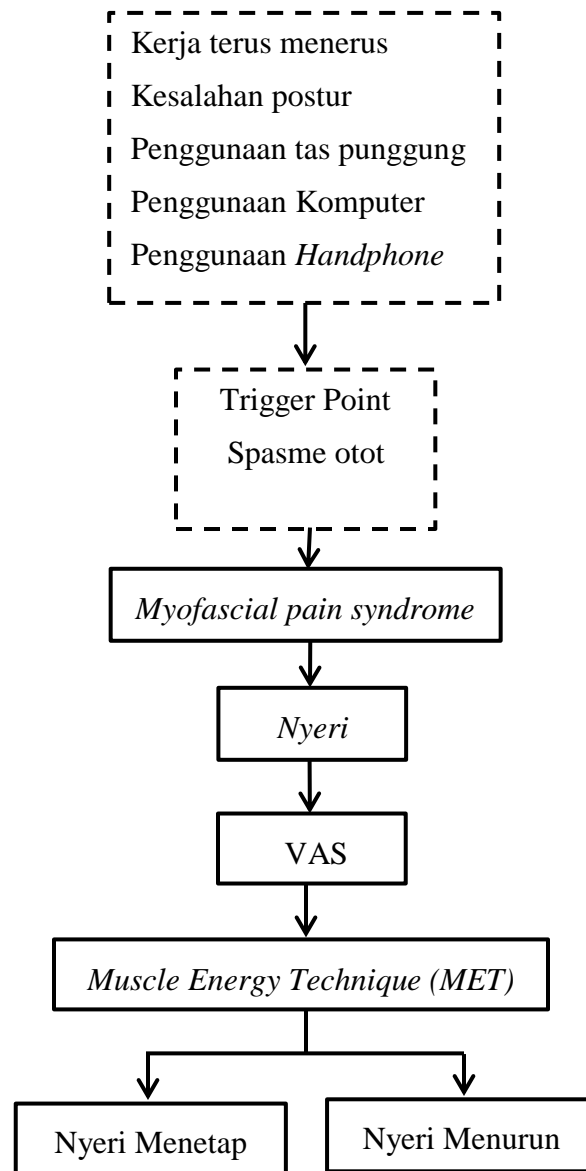 Kerja terus menerus
Kesalahan postur
Penggunaan tas punggung
Penggunaan Komputer
Penggunaan Handphone
Trigger Point
Spasme otot
Myofascial pain syndrome
Nyeri
VAS
Muscle Energy Technique (MET)
Nyeri Menetap
Nyeri Menurun